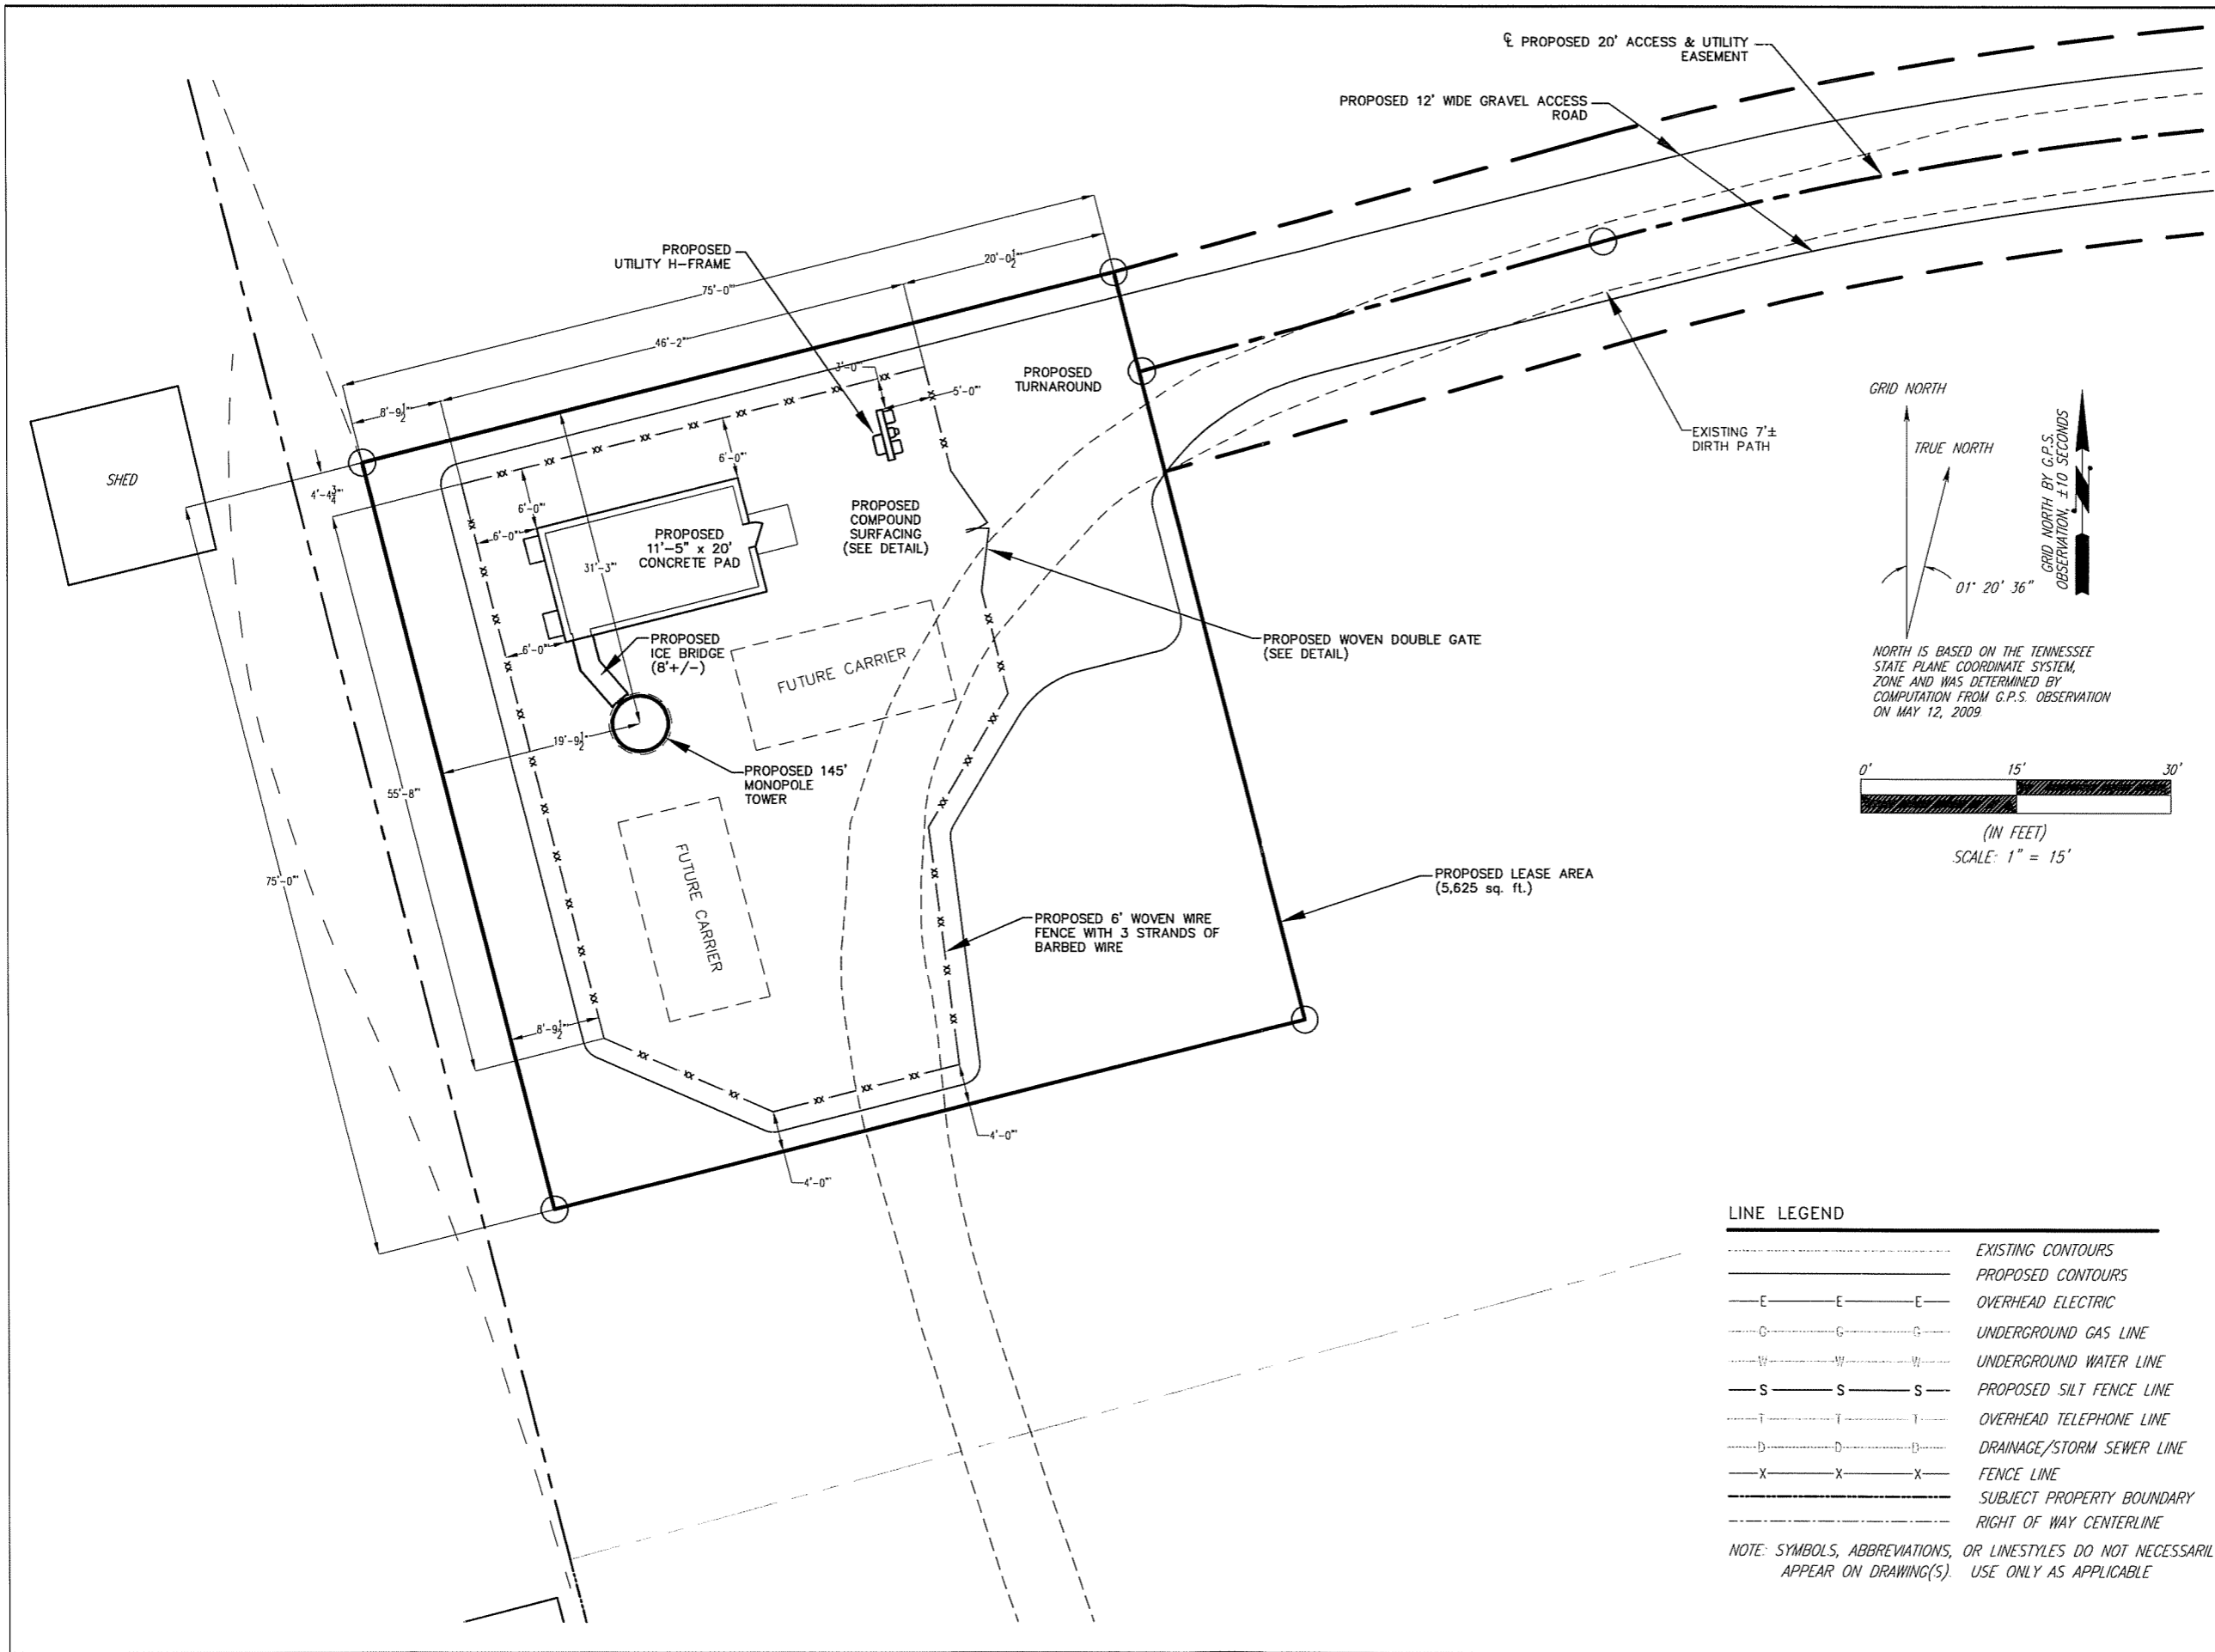 ℄ PROPOSED 20' ACCESS & UTILITY
EASEMENT
PROPOSED 12' WIDE GRAVEL ACCESS
ROAD
PROPOSED
UTILITY H-FRAME
20'-0½"
75'-0"
46'-2"
8'-9½"
3'-0"
5'-0"
PROPOSED
TURNAROUND
SHED
4'-4¾"
6'-0"
6'-0"
6'-0"
PROPOSED
11'-5" x 20'
CONCRETE PAD
PROPOSED
COMPOUND
SURFACING
(SEE DETAIL)
31'-3"
6'-0"
PROPOSED
ICE BRIDGE
(8'+/-)
FUTURE CARRIER
PROPOSED WOVEN DOUBLE GATE
(SEE DETAIL)
EXISTING 7'±
DIRTH PATH
19'-9½"
PROPOSED 145'
MONOPOLE
TOWER
55'-8"
75'-0"
FUTURE CARRIER
PROPOSED LEASE AREA
(5,625 sq. ft.)
PROPOSED 6' WOVEN WIRE
FENCE WITH 3 STRANDS OF
BARBED WIRE
8'-9½"
4'-0"
4'-0"
GRID NORTH
TRUE NORTH
01° 20' 36"
GRID NORTH BY G.P.S.
OBSERVATION, ±10 SECONDS
N
NORTH IS BASED ON THE TENNESSEE
STATE PLANE COORDINATE SYSTEM,
ZONE AND WAS DETERMINED BY
COMPUTATION FROM G.P.S. OBSERVATION
ON MAY 12, 2009.
0' 15' 30'
(IN FEET)
SCALE: 1" = 15'
LINE LEGEND
EXISTING CONTOURS
PROPOSED CONTOURS
E E E OVERHEAD ELECTRIC
G G G UNDERGROUND GAS LINE
W W W UNDERGROUND WATER LINE
S S S PROPOSED SILT FENCE LINE
T T T OVERHEAD TELEPHONE LINE
D D D DRAINAGE/STORM SEWER LINE
X X X FENCE LINE
SUBJECT PROPERTY BOUNDARY
RIGHT OF WAY CENTERLINE
NOTE: SYMBOLS, ABBREVIATIONS, OR LINESTYLES DO NOT NECESSARIL
APPEAR ON DRAWING(S). USE ONLY AS APPLICABLE